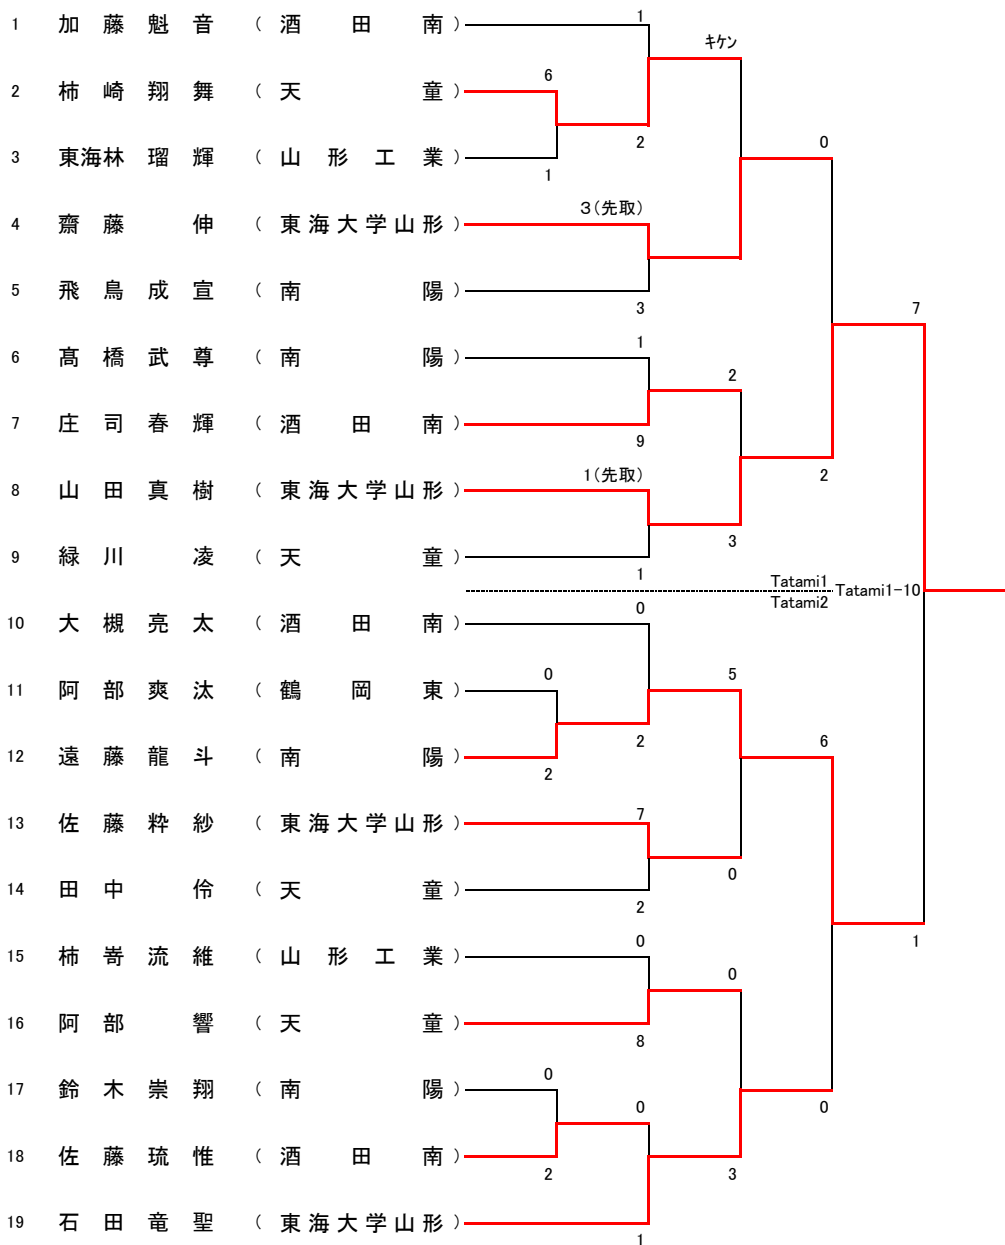 1
1 加藤魁音 （ 酒田南 ）
キケン
6
2 柿崎翔舞 （ 天童 ）
2 0
3 東海林瑠輝 （ 山形工業 ）
1
3（先取）
4 齋藤伸 （ 東海大学山形 ）
5 飛鳥成宣 （ 南陽 ）
3 7
1
6 髙橋武尊 （ 南陽 ）
2
7 庄司春輝 （ 酒田南 ）
9
1（先取） 2
8 山田真樹 （ 東海大学山形 ）
3
9 緑川凌 （ 天童 ）
1 Tatami1
Tatami1-10
Tatami2
0
10 大槻亮太 （ 酒田南 ）
0 5
11 阿部爽汰 （ 鶴岡東 ）
2 6
12 遠藤龍斗 （ 南陽 ）
2
7
13 佐藤粋紗 （ 東海大学山形 ）
0
14 田中伶 （ 天童 ）
2
0 1
15 柿嵜流維 （ 山形工業 ）
0
16 阿部響 （ 天童 ）
8
0
17 鈴木崇翔 （ 南陽 ）
0 0
18 佐藤琉惟 （ 酒田南 ）
2 3
19 石田竜聖 （ 東海大学山形 ）
1